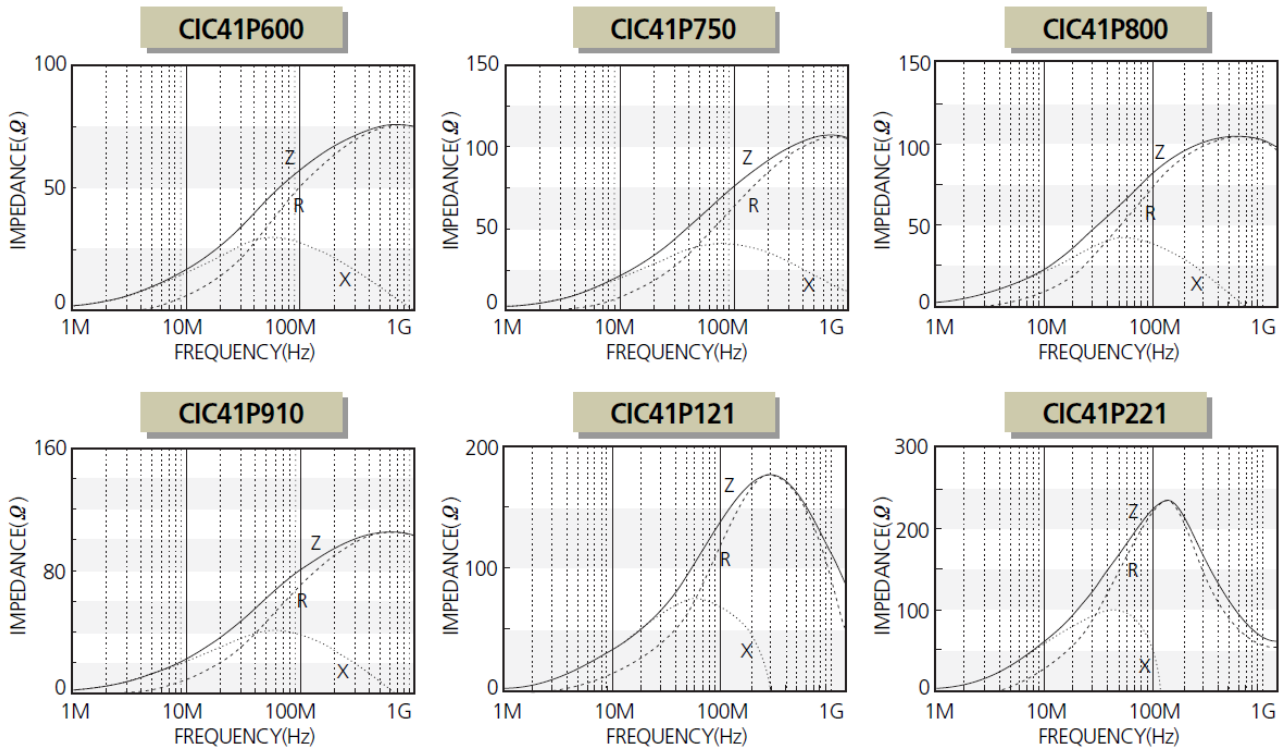 CIC41P600
100
50
0
IMPEDANCE(Ω)
Z
R
X
1M 10M 100M 1G
FREQUENCY(Hz)
CIC41P750
150
100
50
0
IMPEDANCE(Ω)
Z
R
X
1M 10M 100M 1G
FREQUENCY(Hz)
CIC41P800
150
100
50
0
IMPEDANCE(Ω)
Z
R
X
10M 100M 1G
FREQUENCY(Hz)
CIC41P910
160
80
0
IMPEDANCE(Ω)
Z
R
X
1M 10M 100M 1G
FREQUENCY(Hz)
CIC41P121
200
100
0
IMPEDANCE(Ω)
Z
R
X
1M 10M 100M 1G
FREQUENCY(Hz)
CIC41P221
300
200
100
0
IMPEDANCE(Ω)
Z
R
X
1M 10M 100M 1G
FREQUENCY(Hz)